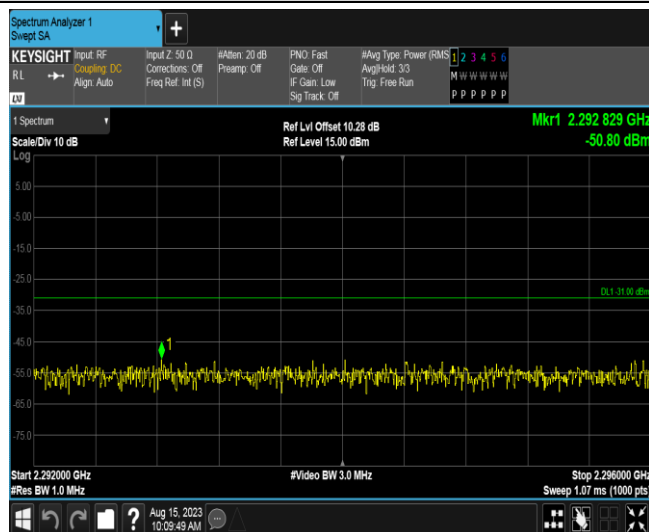 Spectrum Analyzer 1
Swept SA
+
KEYSIGHT
RL
LXI
Input: RF
Coupling: DC
Align: Auto
Input Z: 50 Ω
Corrections: Off
Freq Ref: Int (S)
#Atten: 20 dB
Preamp: Off
PNO: Fast
Gate: Off
IF Gain: Low
Sig Track: Off
#Avg Type: Power (RMS
Avg|Hold: 3/3
Trig: Free Run
1 2 3 4 5 6
M W W W W W
P P P P P P
1 Spectrum
Scale/Div 10 dB
Log
Ref Lvl Offset 10.28 dB
Ref Level 15.00 dBm
Mkr1 2.292 829 GHz
-50.80 dBm
5.00
-5.00
-15.0
-25.0
DL1 -31.00 dBm
-35.0
-45.0
1
-55.0
-65.0
-75.0
Start 2.292000 GHz
#Res BW 1.0 MHz
#Video BW 3.0 MHz
Stop 2.296000 GHz
Sweep 1.07 ms (1000 pts)
?
Aug 15, 2023
10:09:49 AM